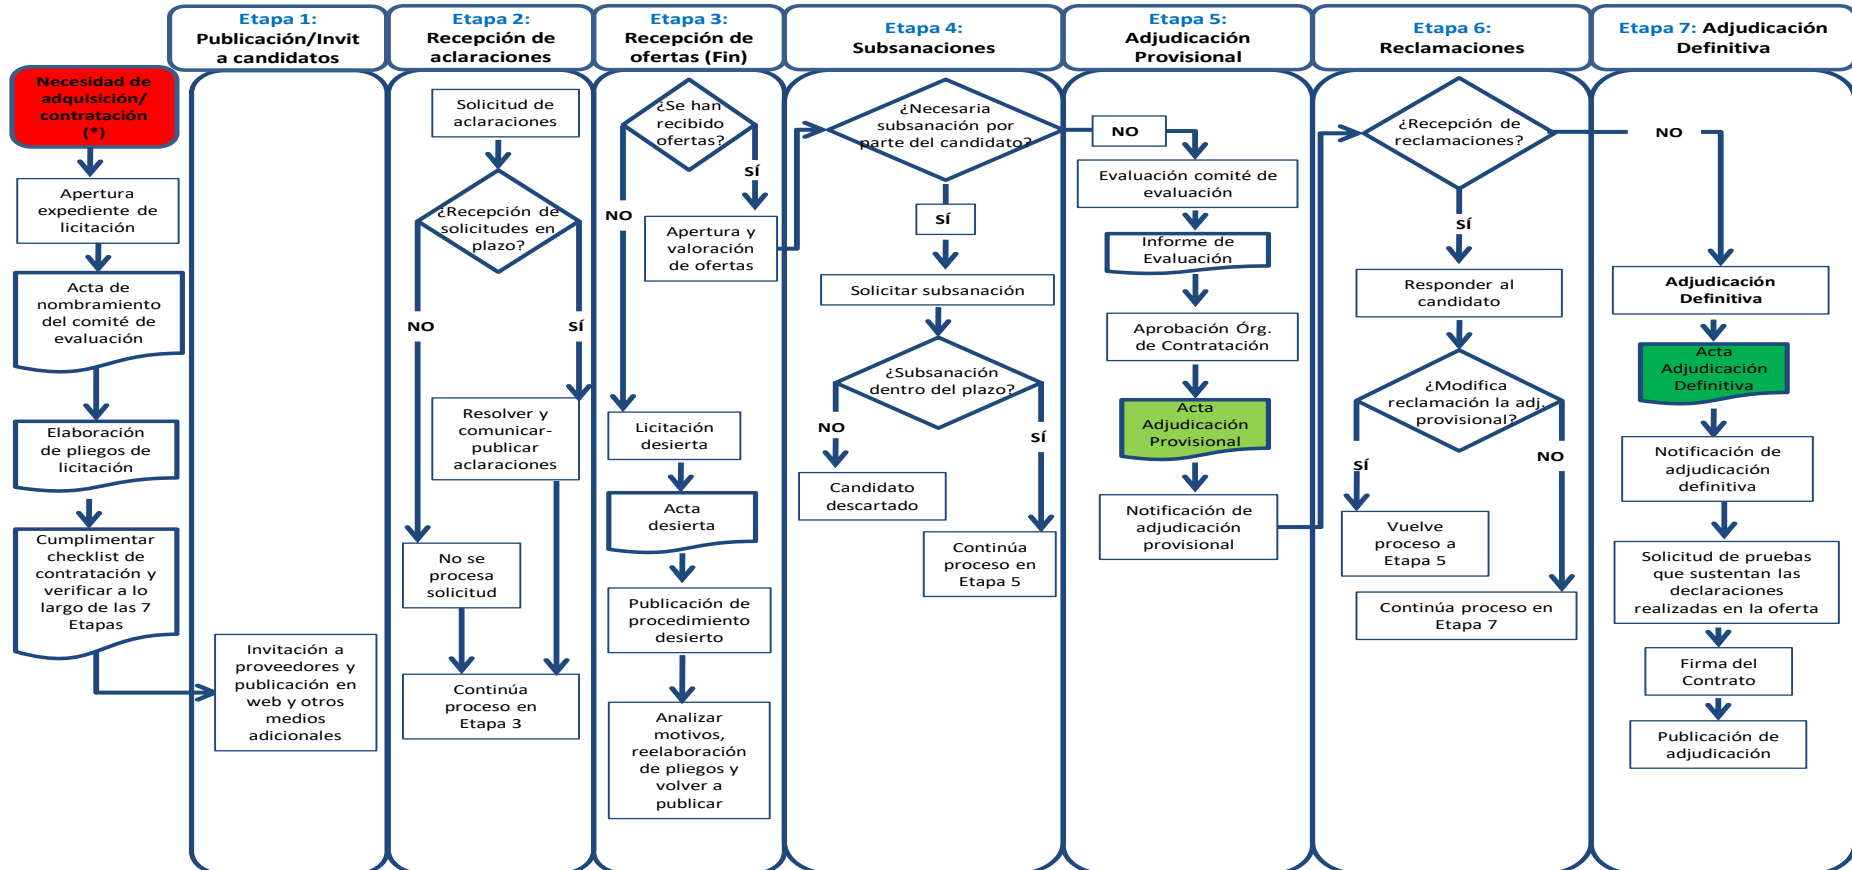 Necesidad de
adquisición/
contratación
(*)
Apertura
expediente de
licitación
Acta de
nombramiento
del comité de
evaluación
Elaboración
de pliegos de
licitación
Cumplimentar
checklist de
contratación y
verificar a lo
largo de las 7
Etapas
Etapa 1:
Publicación/Invit
a candidatos
Invitación a
proveedores y
publicación en
web y otros
medios
adicionales
Etapa 2:
Recepción de
aclaraciones
Solicitud de
aclaraciones
¿Recepción de
solicitudes en
plazo?
NO
SÍ
Resolver y
comunicar-
publicar
aclaraciones
No se
procesa
solicitud
Continúa
proceso en
Etapa 3
Etapa 3:
Recepción de
ofertas (Fin)
¿Se han
recibido
ofertas?
SÍ
NO
Apertura y
valoración
de ofertas
Licitación
desierta
Acta
desierta
Publicación de
procedimiento
desierto
Analizar
motivos,
reelaboración
de pliegos y
volver a
publicar
Etapa 4:
Subsanaciones
¿Necesaria
subsanación por
parte del candidato?
SÍ
Solicitar subsanación
¿Subsanación
dentro del plazo?
NO
SÍ
Candidato
descartado
Continúa
proceso en
Etapa 5
Etapa 5:
Adjudicación
Provisional
NO
Evaluación comité de
evaluación
Informe de
Evaluación
Aprobación Órg.
de Contratación
Acta
Adjudicación
Provisional
Notificación de
adjudicación
provisional
Etapa 6:
Reclamaciones
¿Recepción de
reclamaciones?
SÍ
Responder al
candidato
¿Modifica
reclamación la adj.
provisional?
SÍ
NO
Vuelve
proceso a
Etapa 5
Continúa proceso en
Etapa 7
Etapa 7: Adjudicación
Definitiva
NO
Adjudicación
Definitiva
Acta
Adjudicación
Definitiva
Notificación de
adjudicación
definitiva
Solicitud de pruebas
que sustentan las
declaraciones
realizadas en la oferta
Firma del
Contrato
Publicación de
adjudicación